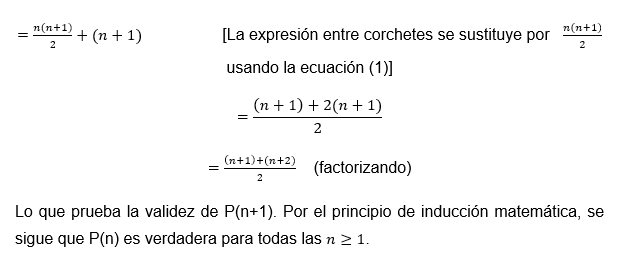 = n(n+1)/2 + (n + 1) [La expresión entre corchetes se sustituye por n(n+1)/2
usando la ecuación (1)]
= ((n + 1) + 2(n + 1))/2
= ((n+1)+(n+2))/2 (factorizando)
Lo que prueba la validez de P(n+1). Por el principio de inducción matemática, se
sigue que P(n) es verdadera para todas las n ≥ 1.